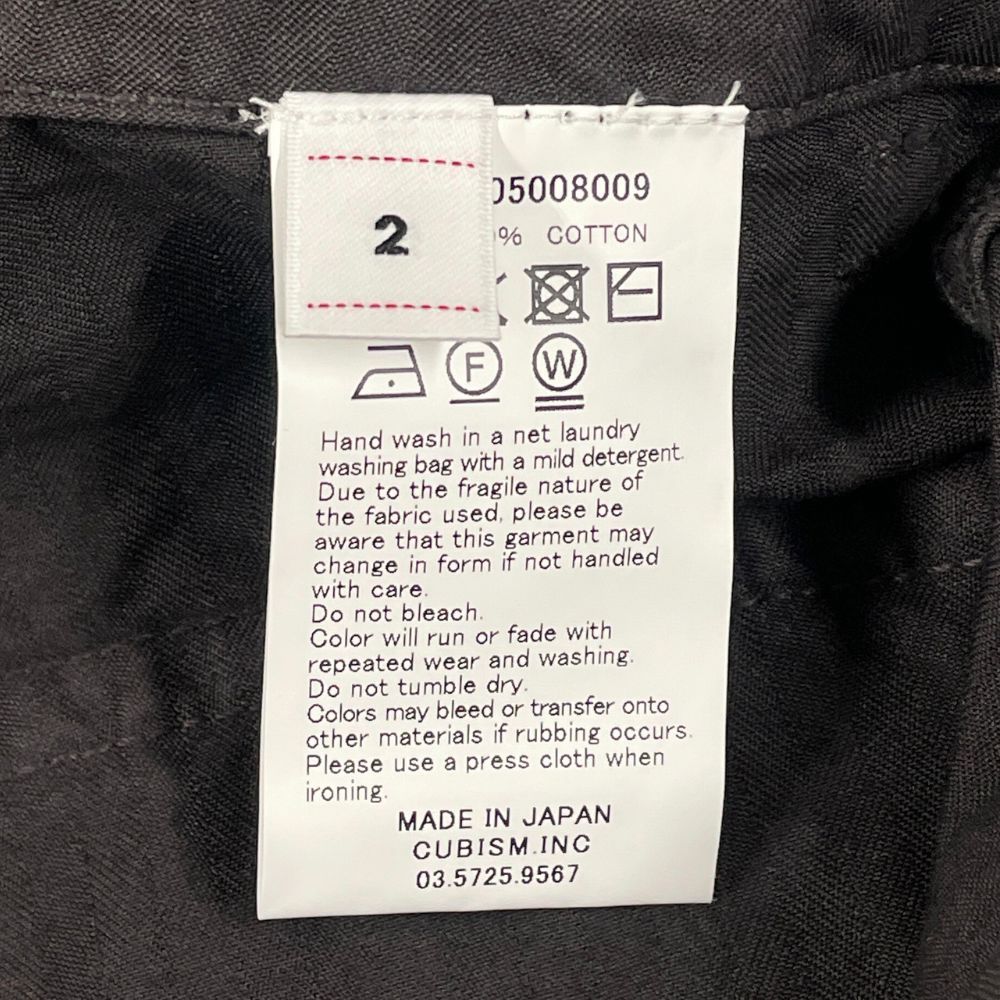 2
05008009
% COTTON
F
W
Hand wash in a net laundry
washing bag with a mild detergent.
Due to the fragile nature of
the fabric used, please be
aware that this garment may
change in form if not handled
with care.
Do not bleach.
Color will run or fade with
repeated wear and washing.
Do not tumble dry.
Colors may bleed or transfer onto
other materials if rubbing occurs.
Please use a press cloth when
ironing.
MADE IN JAPAN
CUBISM.INC
03.5725.9567